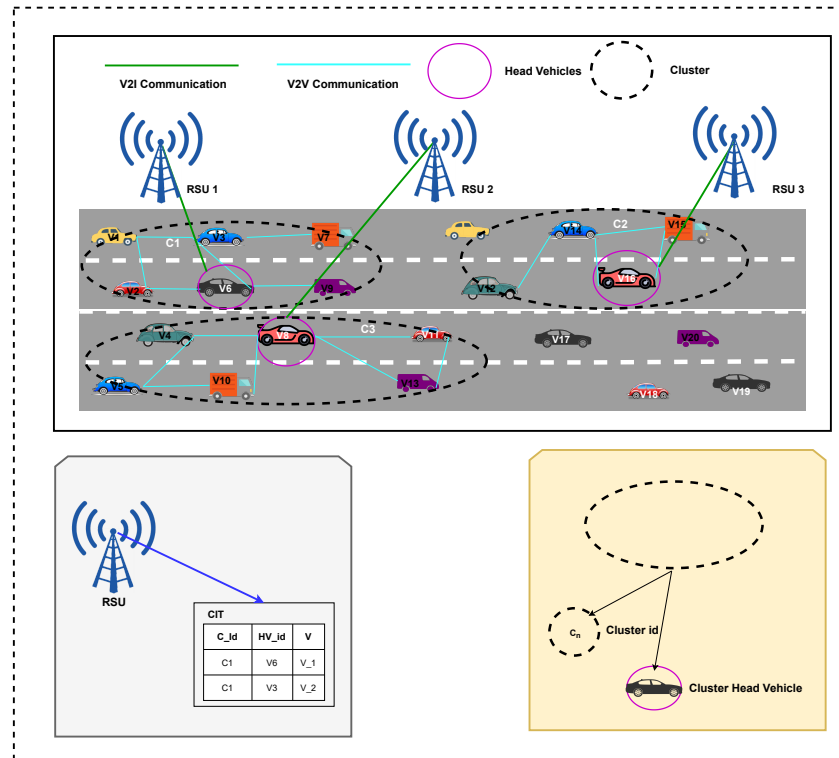 V2I Communication
V2V Communication
Head Vehicles
Cluster
RSU 1
RSU 2
RSU 3
V4
C1
V3
V7
V14
C2
V15
V2
V6
V9
V12
V16
V4
V8
C3
V11
V17
V20
V5
V10
V13
V18
V19
RSU
CIT
C_Id HV_id V
C1 V6 V_1
C1 V3 V_2
Cn Cluster id
Cluster Head Vehicle